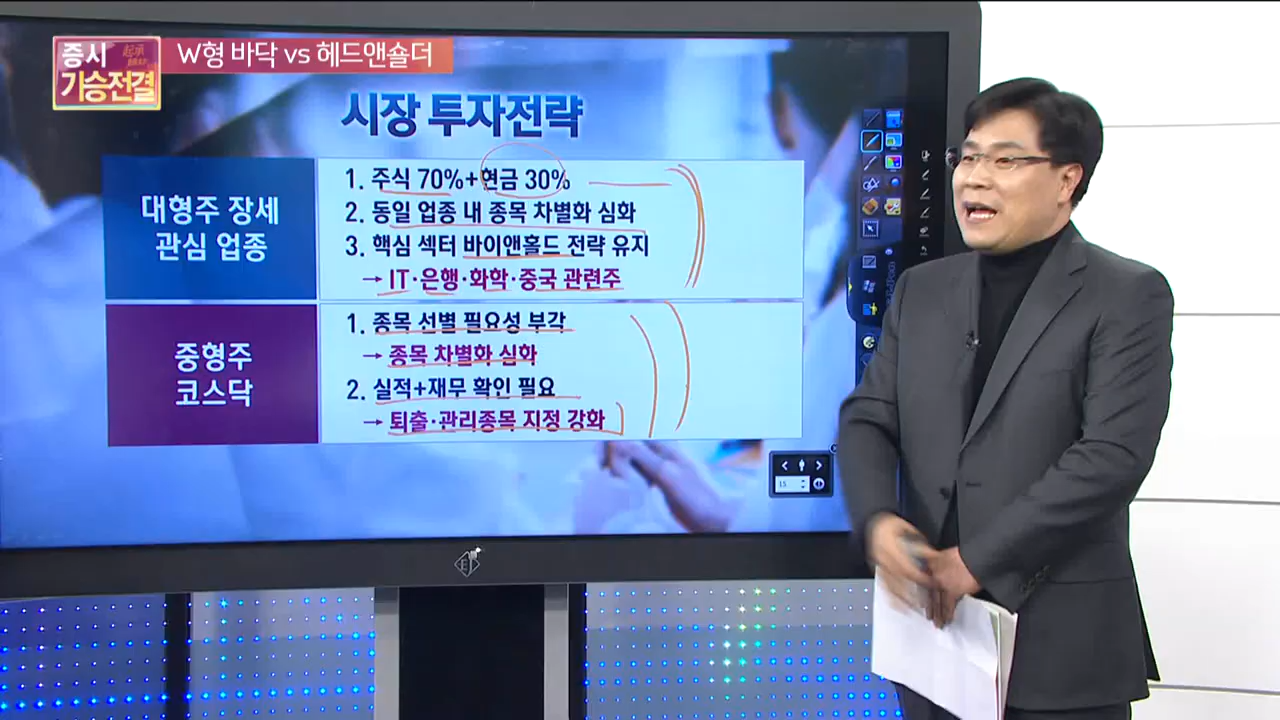 증시
起承
기승전결
W형 바닥 vs 헤드앤숄더
시장 투자전략
대형주 장세
관심 업종
1. 주식 70%+현금 30%
2. 동일 업종 내 종목 차별화 심화
3. 핵심 섹터 바이앤홀드 전략 유지
→ IT·은행·화학·중국 관련주
중형주
코스닥
1. 종목 선별 필요성 부각
→ 종목 차별화 심화
2. 실적+재무 확인 필요
→ 퇴출·관리종목 지정 강화
15